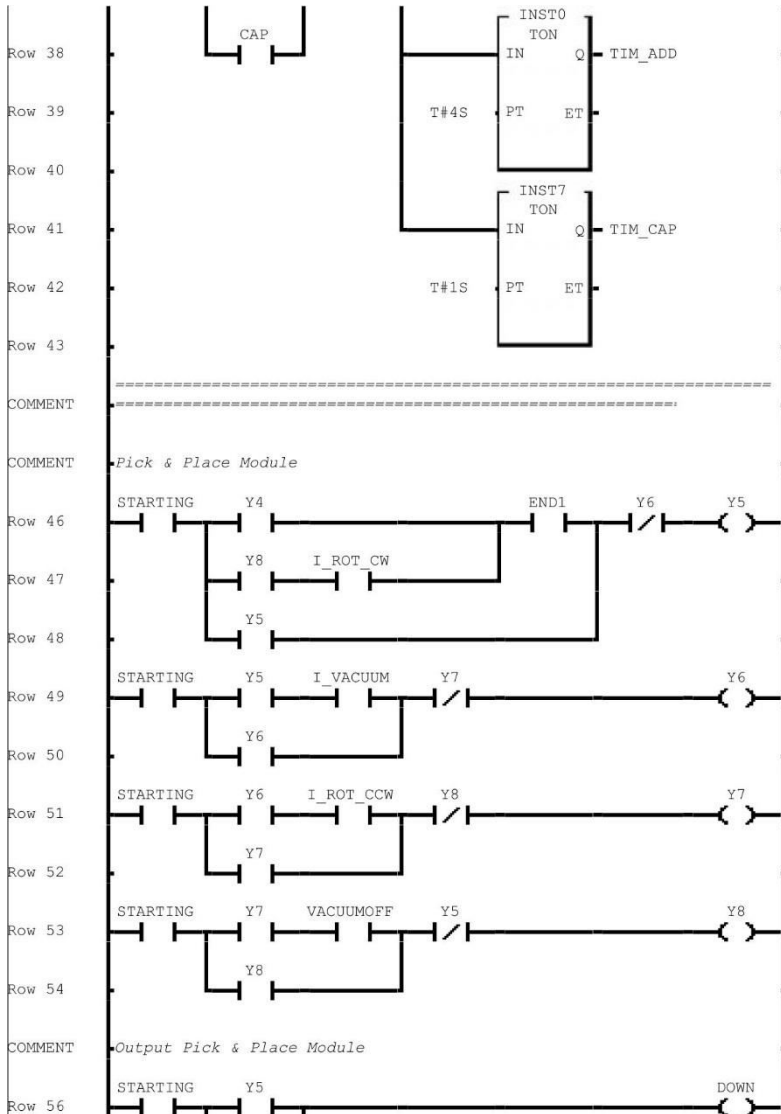 INST0
CAP TON
Row 38 IN Q TIM_ADD
Row 39 T#4S PT ET
Row 40
INST7
TON
Row 41 IN Q TIM_CAP
Row 42 T#1S PT ET
Row 43
COMMENT
COMMENT Pick & Place Module
STARTING Y4 END1 Y6 Y5
Row 46
Y8 I_ROT_CW
Row 47
Y5
Row 48
STARTING Y5 I_VACUUM Y7 Y6
Row 49
Y6
Row 50
STARTING Y6 I_ROT_CCW Y8 Y7
Row 51
Y7
Row 52
STARTING Y7 VACUUMOFF Y5 Y8
Row 53
Y8
Row 54
COMMENT Output Pick & Place Module
STARTING Y5 DOWN
Row 56